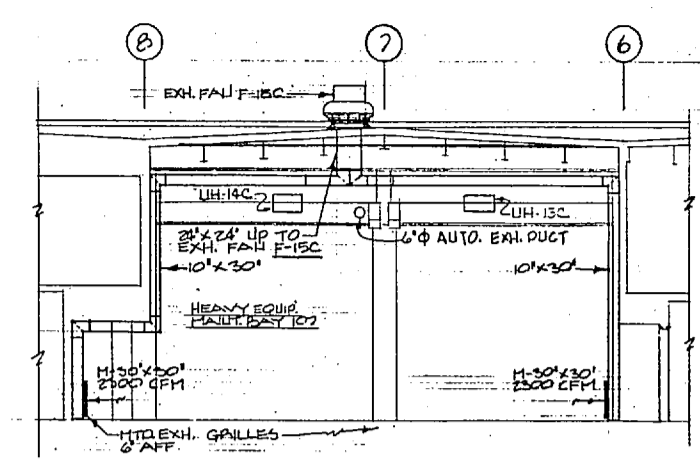 8
7
6
EXH. FAN F-15C
UH-14C
UH-13C
24"X24" UP TO
EXH. FAN F-15C
6"Φ AUTO. EXH. DUCT
10"X30"
10"X30"
HEAVY EQUIP.
MAINT. BAY 107
M-30"X30"
2300 CFM
M-30"X30"
2300 CFM
MTD. EXH. GRILLES
6" AFF.